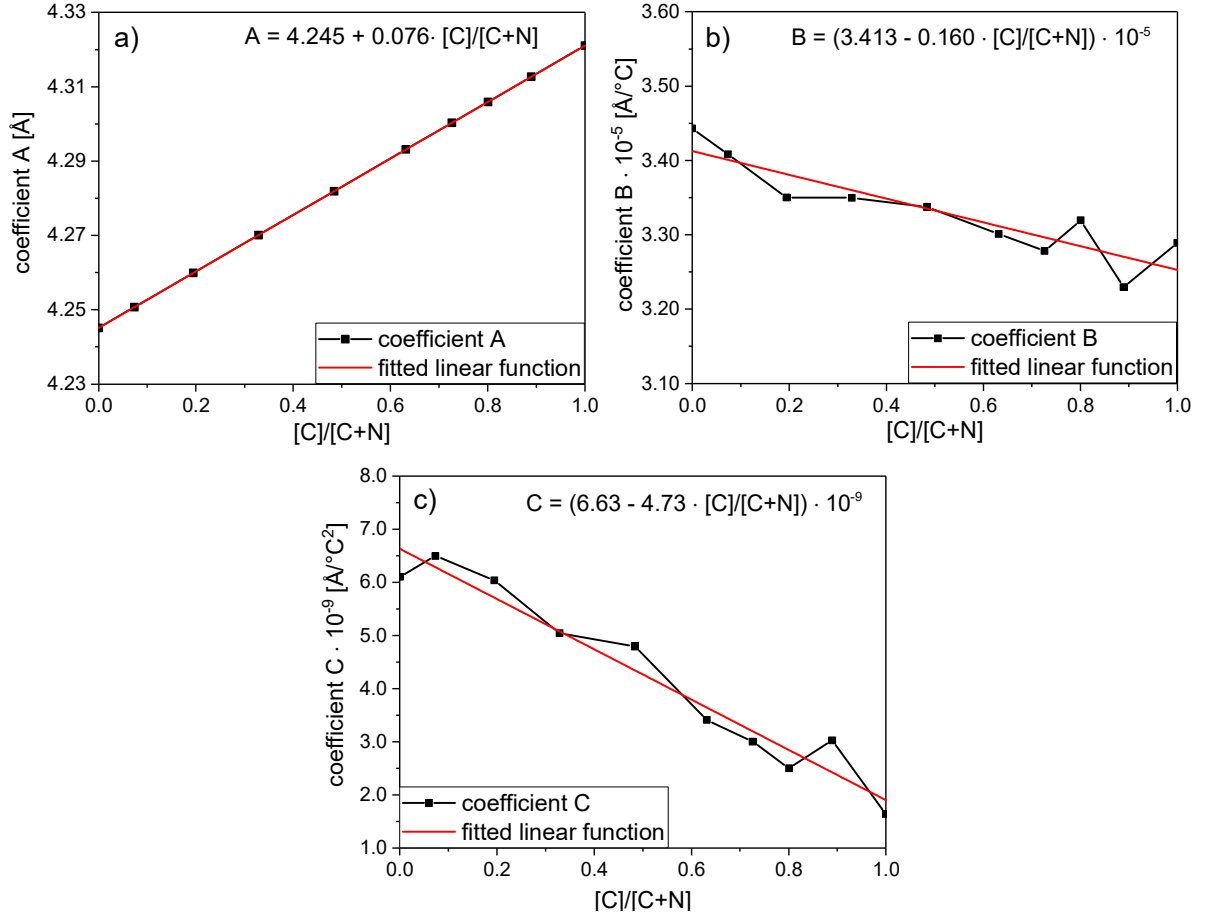 a)
A = 4.245 + 0.076· [C]/[C+N]
coefficient A [Å]
4.33
4.31
4.29
4.27
4.25
4.23
coefficient A
fitted linear function
0.0
0.2
0.4
0.6
0.8
1.0
[C]/[C+N]
b)
B = (3.413 - 0.160 · [C]/[C+N]) · 10⁻⁵
coefficient B · 10⁻⁵ [Å/°C]
3.60
3.50
3.40
3.30
3.20
3.10
coefficient B
fitted linear function
0.0
0.2
0.4
0.6
0.8
1.0
[C]/[C+N]
c)
C = (6.63 - 4.73 · [C]/[C+N]) · 10⁻⁹
coefficient C · 10⁻⁹ [Å/°C²]
8.0
7.0
6.0
5.0
4.0
3.0
2.0
1.0
coefficient C
fitted linear function
0.0
0.2
0.4
0.6
0.8
1.0
[C]/[C+N]